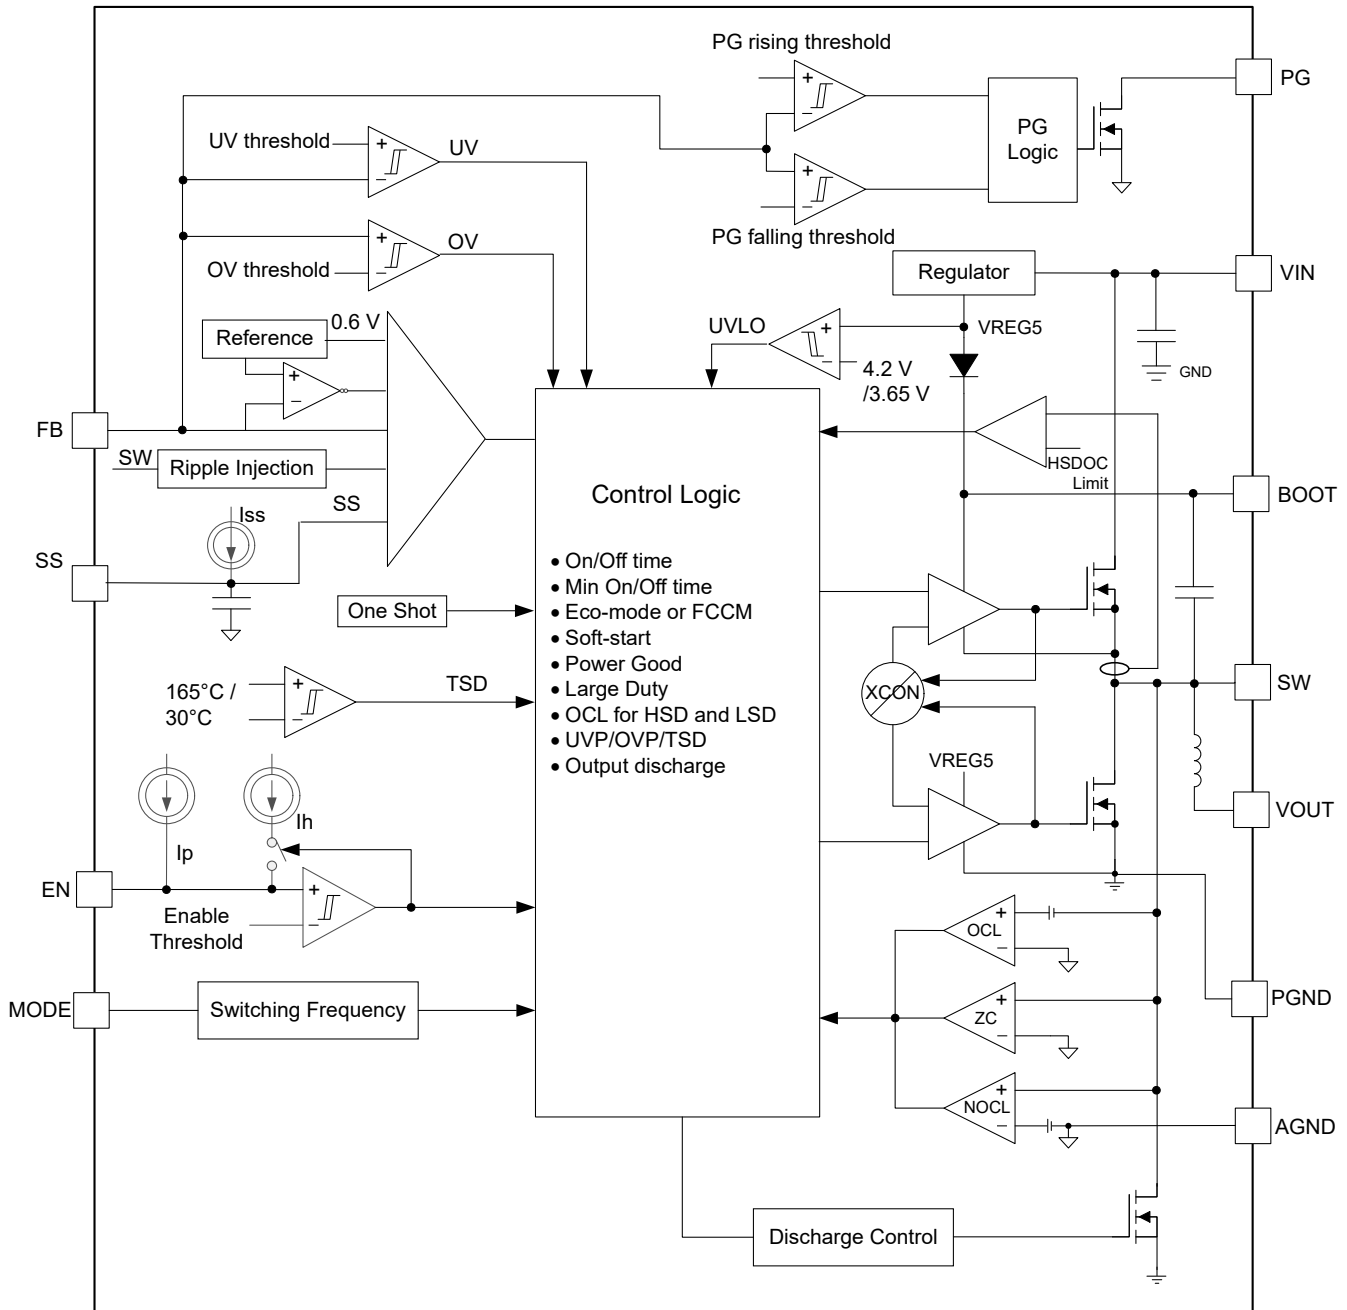 PG rising threshold
PG
PG
Logic
UV threshold
+
−
UV
+
−
+
−
PG falling threshold
OV threshold
+
−
OV
Regulator
VIN
Reference
0.6 V
UVLO
+
−
VREG5
4.2 V
/3.65 V
GND
+
−
FB
SW
Ripple Injection
HSDOC
Limit
BOOT
Iss
SS
SS
Control Logic
• On/Off time
• Min On/Off time
• Eco-mode or FCCM
• Soft-start
• Power Good
• Large Duty
• OCL for HSD and LSD
• UVP/OVP/TSD
• Output discharge
One Shot
165°C /
30°C
+
−
TSD
XCON
SW
VREG5
VOUT
Ip
Ih
EN
+
−
Enable
Threshold
OCL
+
−
MODE
Switching Frequency
ZC
+
−
PGND
NOCL
+
−
AGND
Discharge Control